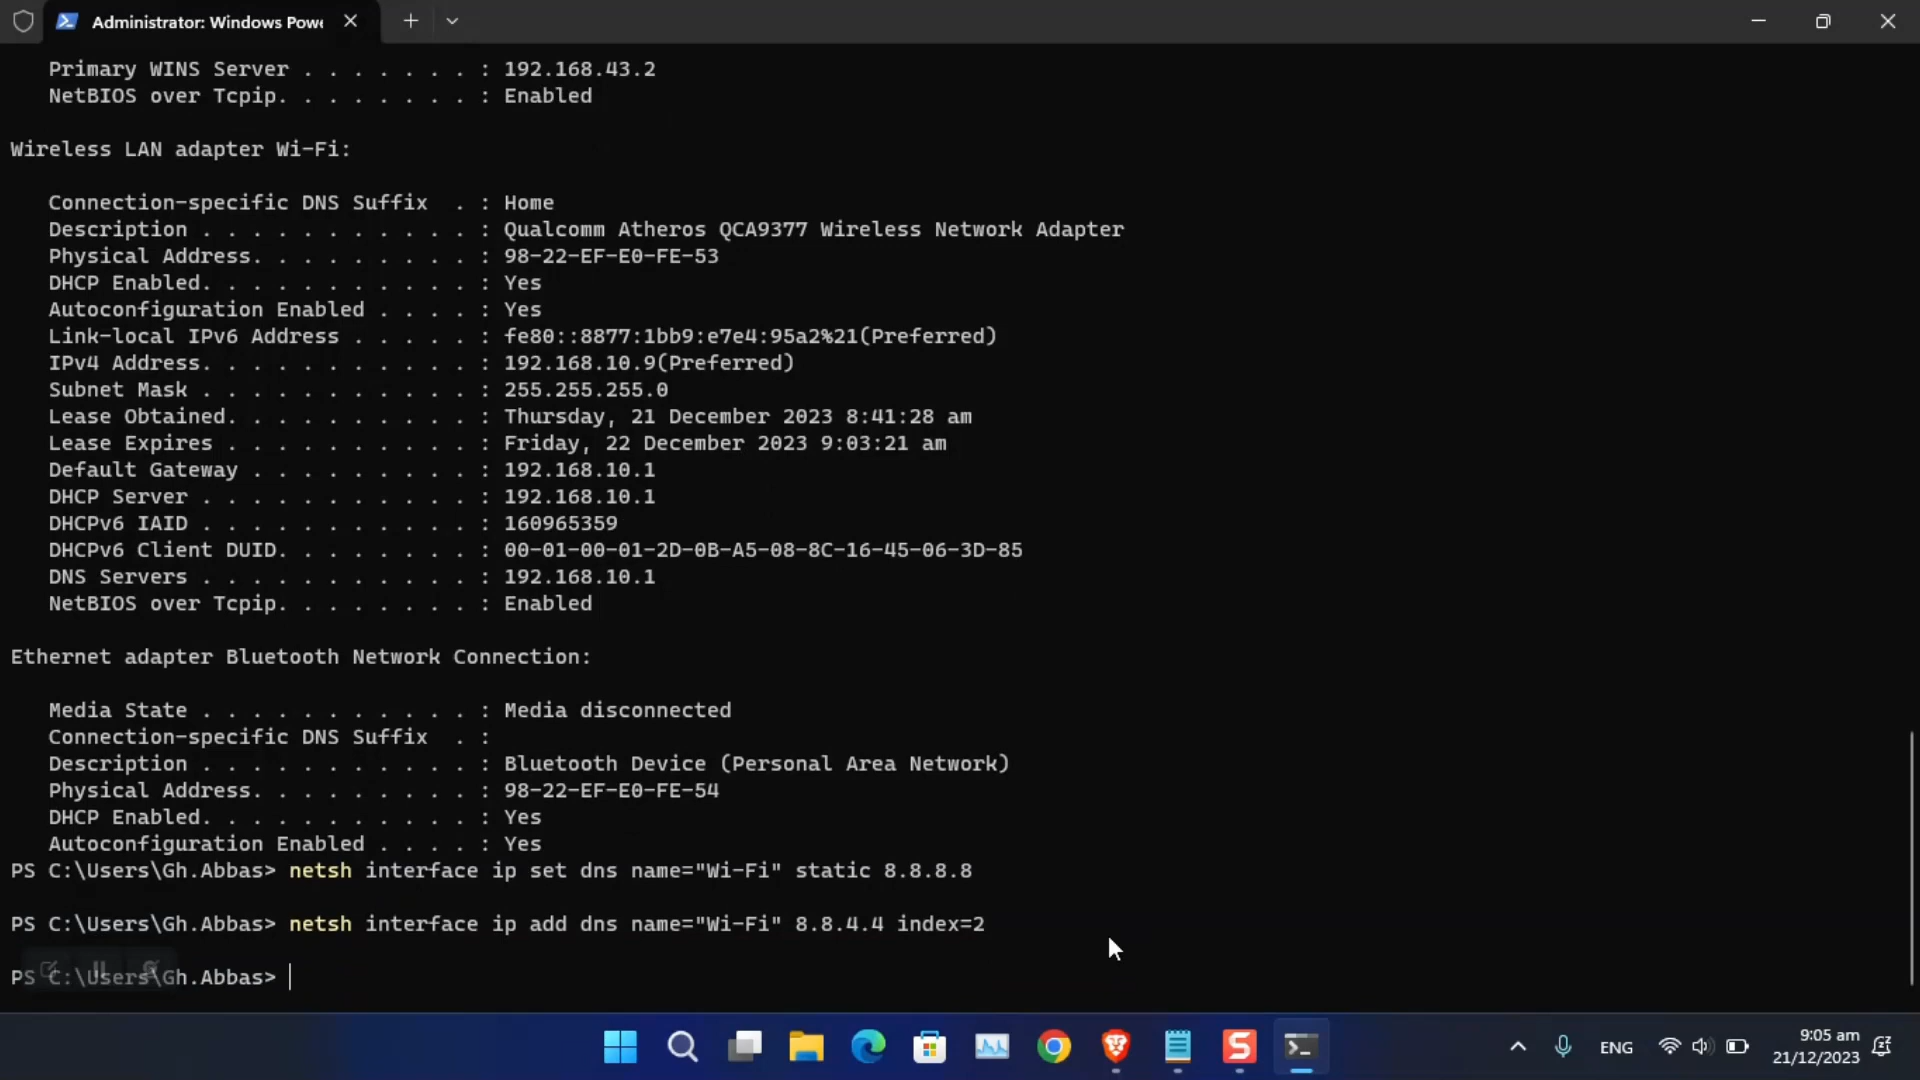 Administrator: Windows Powe
Primary WINS Server . . . . . . . : 192.168.43.2
NetBIOS over Tcpip. . . . . . . . : Enabled
Wireless LAN adapter Wi-Fi:
Connection-specific DNS Suffix . : Home
Description . . . . . . . . . . . : Qualcomm Atheros QCA9377 Wireless Network Adapter
Physical Address. . . . . . . . . : 98-22-EF-E0-FE-53
DHCP Enabled. . . . . . . . . . . : Yes
Autoconfiguration Enabled . . . . : Yes
Link-local IPv6 Address . . . . . : fe80::8877:1bb9:e7e4:95a2%21(Preferred)
IPv4 Address. . . . . . . . . . . : 192.168.10.9(Preferred)
Subnet Mask . . . . . . . . . . . : 255.255.255.0
Lease Obtained. . . . . . . . . . : Thursday, 21 December 2023 8:41:28 am
Lease Expires . . . . . . . . . . : Friday, 22 December 2023 9:03:21 am
Default Gateway . . . . . . . . . : 192.168.10.1
DHCP Server . . . . . . . . . . . : 192.168.10.1
DHCPv6 IAID . . . . . . . . . . . : 160965359
DHCPv6 Client DUID. . . . . . . . : 00-01-00-01-2D-0B-A5-08-8C-16-45-06-3D-85
DNS Servers . . . . . . . . . . . : 192.168.10.1
NetBIOS over Tcpip. . . . . . . . : Enabled
Ethernet adapter Bluetooth Network Connection:
Media State . . . . . . . . . . . : Media disconnected
Connection-specific DNS Suffix . :
Description . . . . . . . . . . . : Bluetooth Device (Personal Area Network)
Physical Address. . . . . . . . . : 98-22-EF-E0-FE-54
DHCP Enabled. . . . . . . . . . . : Yes
Autoconfiguration Enabled . . . . : Yes
PS C:\Users\Gh.Abbas> netsh interface ip set dns name="Wi-Fi" static 8.8.8.8
PS C:\Users\Gh.Abbas> netsh interface ip add dns name="Wi-Fi" 8.8.4.4 index=2
PS C:\Users\Gh.Abbas>
ENG
9:05 am
21/12/2023